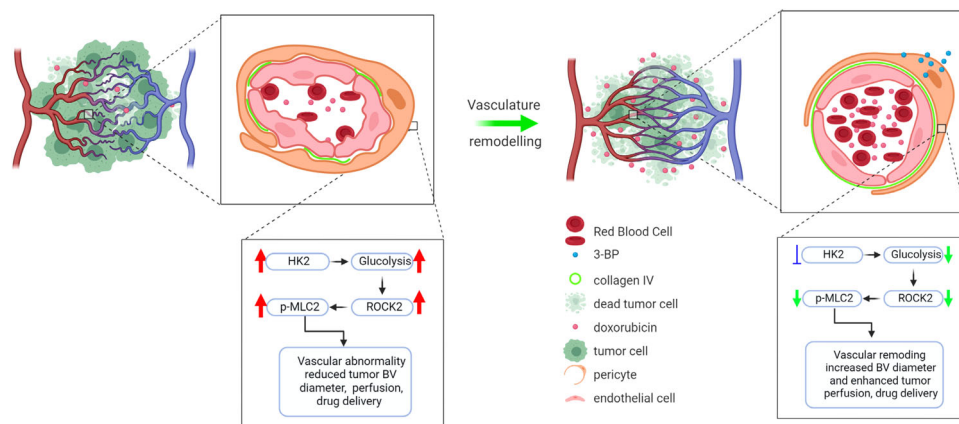 Vasculature
remodelling
Red Blood Cell
3-BP
collagen IV
dead tumor cell
doxorubicin
tumor cell
pericyte
endothelial cell
HK2
Glucolysis
p-MLC2
ROCK2
Vascular abnormality
reduced tumor BV
diameter, perfusion,
drug delivery
HK2
Glucolysis
p-MLC2
ROCK2
Vascular remoding
increased BV diameter
and enhanced tumor
perfusion, drug delivery